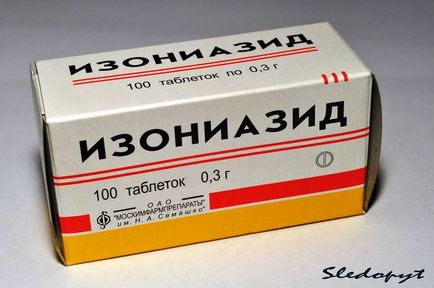 ИЗОНИАЗИД
100 таблеток по 0,3 г
ИЗОНИАЗИД
100 таблеток 0,3 г
ОАО
"МОСХИМФАРМПРЕПАРАТЫ"
им. Н. А. Семашко
Sledopyt